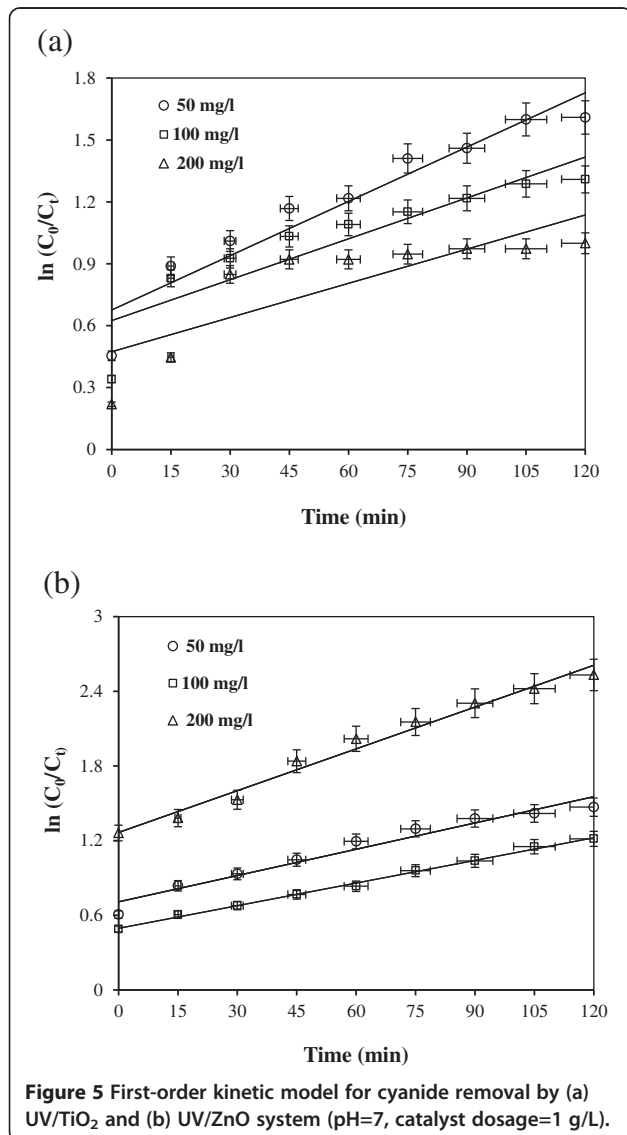 (a)
50 mg/l
100 mg/l
200 mg/l
1.8
1.5
1.2
0.9
0.6
0.3
0
ln (C₀/Cₜ)
0 15 30 45 60 75 90 105 120
Time (min)
(b)
50 mg/l
100 mg/l
200 mg/l
3
2.4
1.8
1.2
0.6
0
ln (C₀/Cₜ₎
0 15 30 45 60 75 90 105 120
Time (min)
Figure 5 First-order kinetic model for cyanide removal by (a)
UV/TiO₂ and (b) UV/ZnO system (pH=7, catalyst dosage=1 g/L).